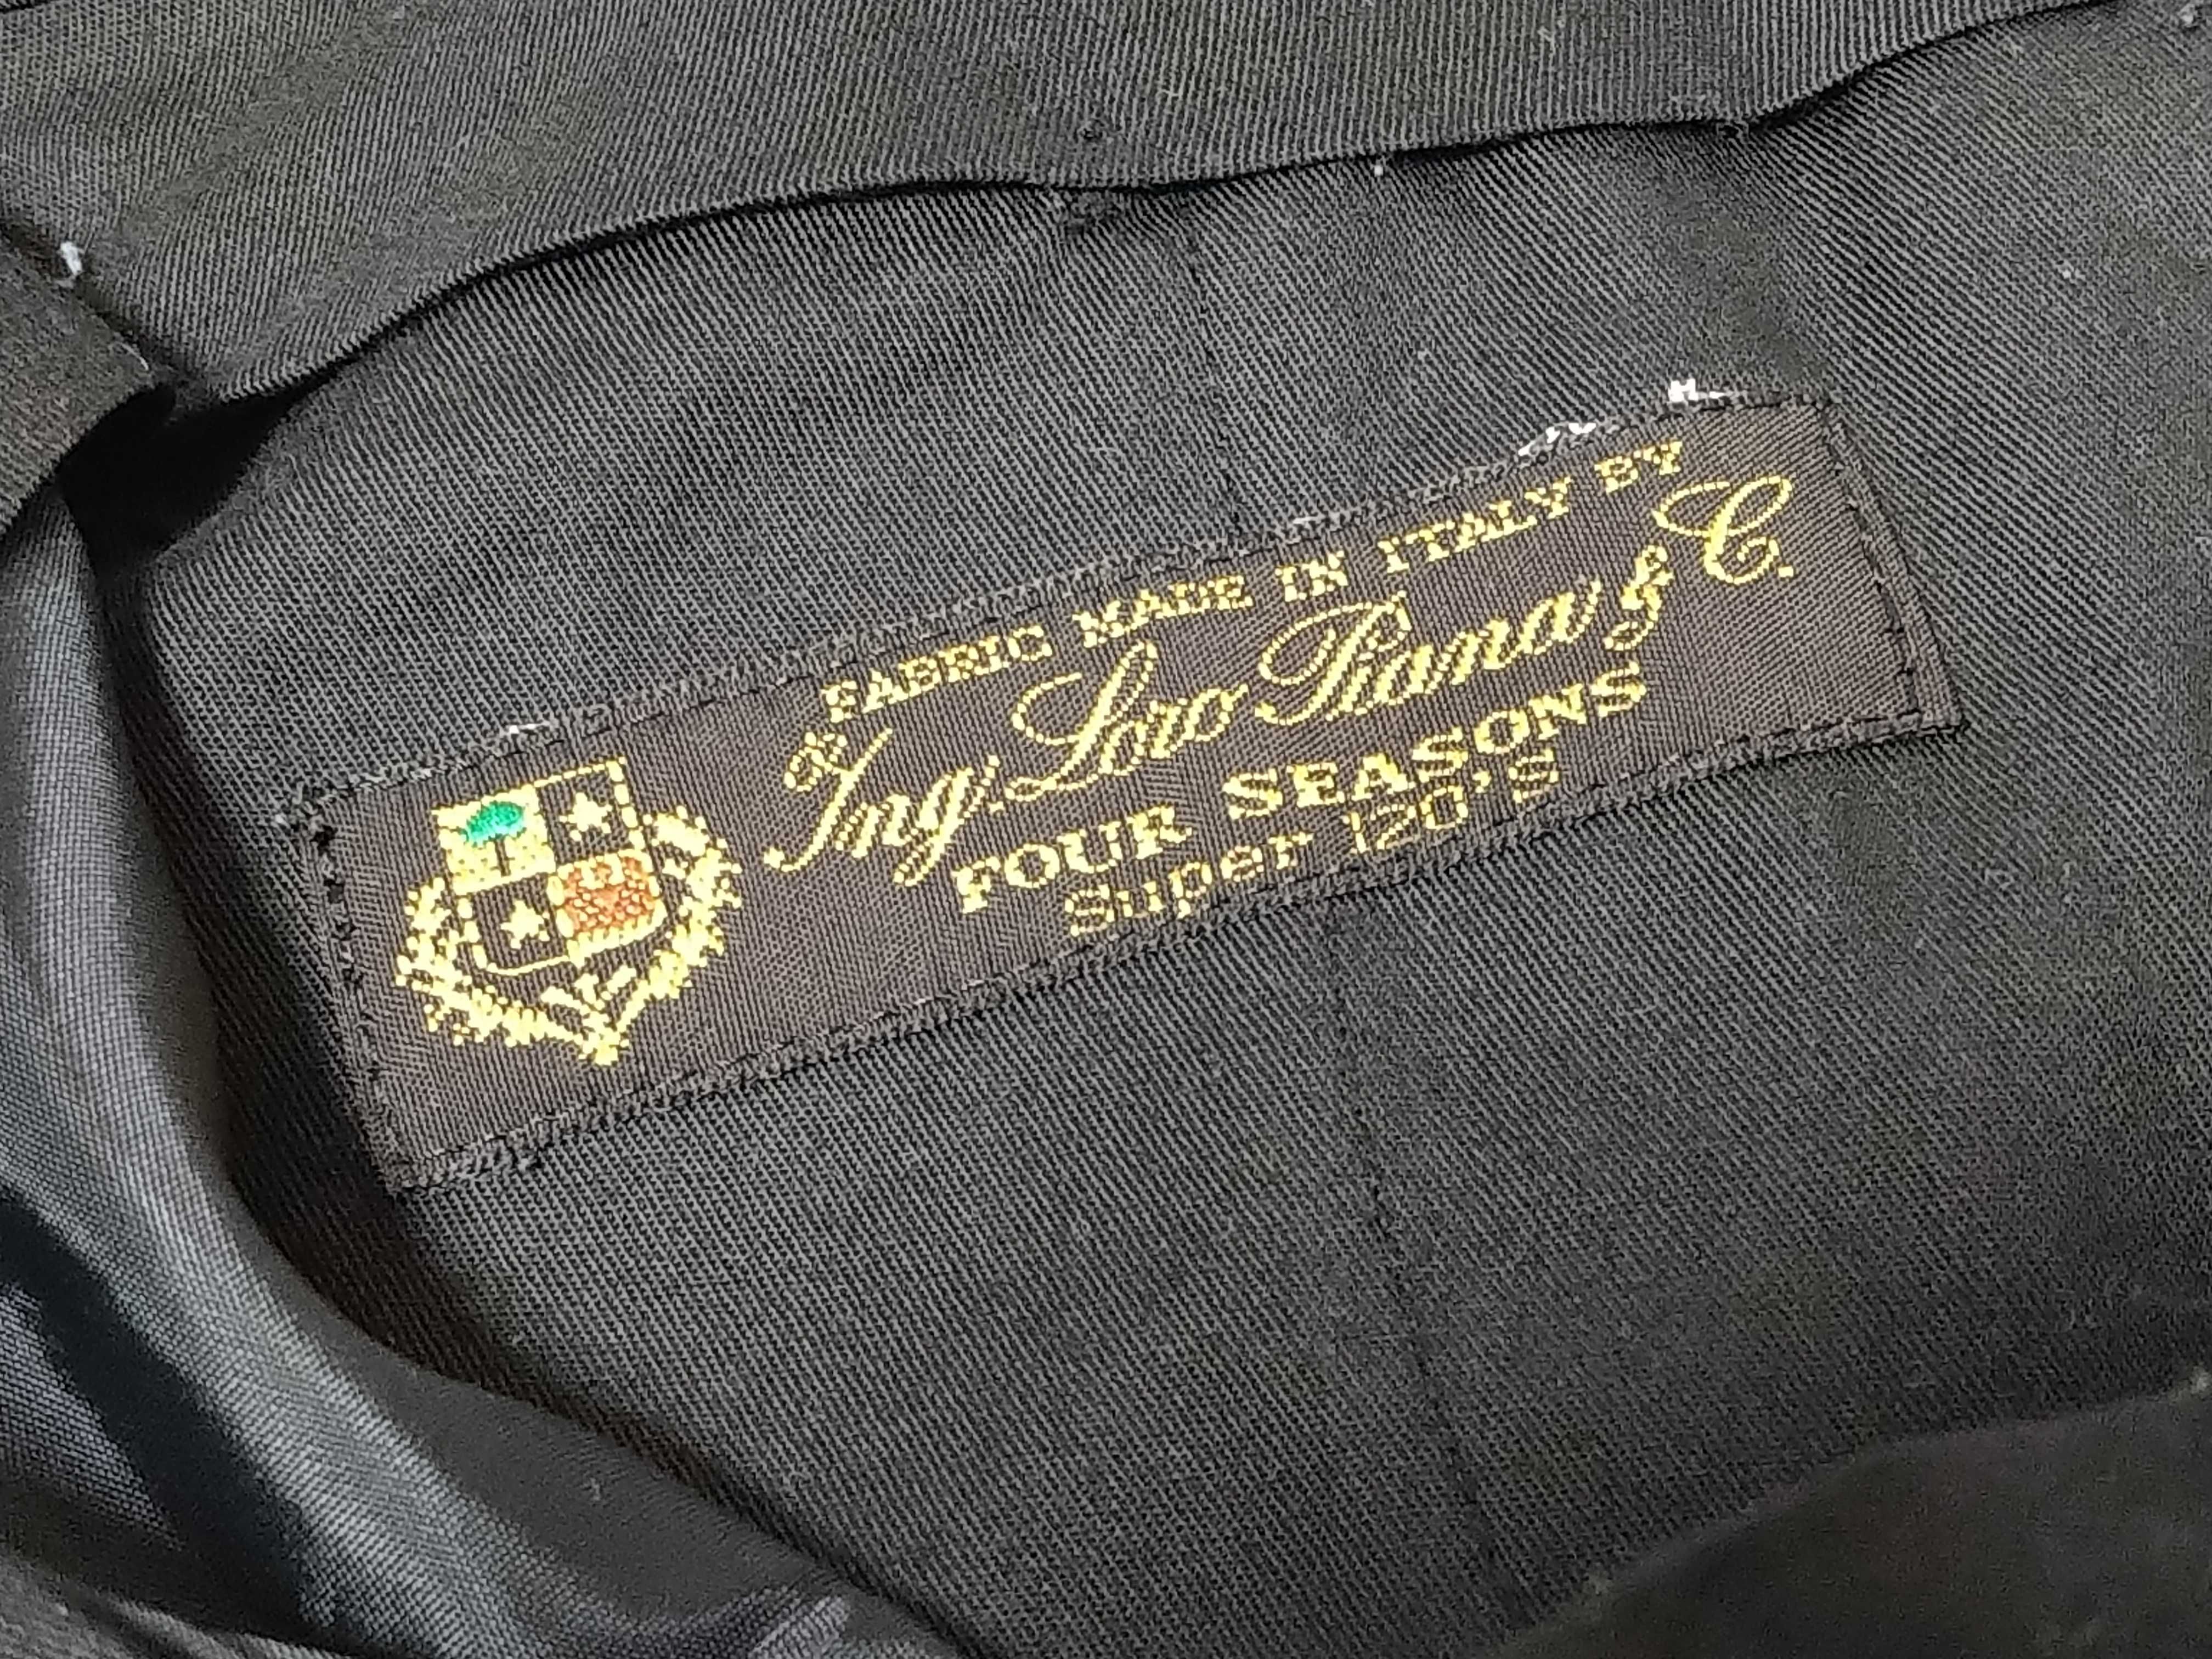 FABRIC MADE IN ITALY BY
Ing. Loro Piana & C.
FOUR SEASONS
Super 120'S